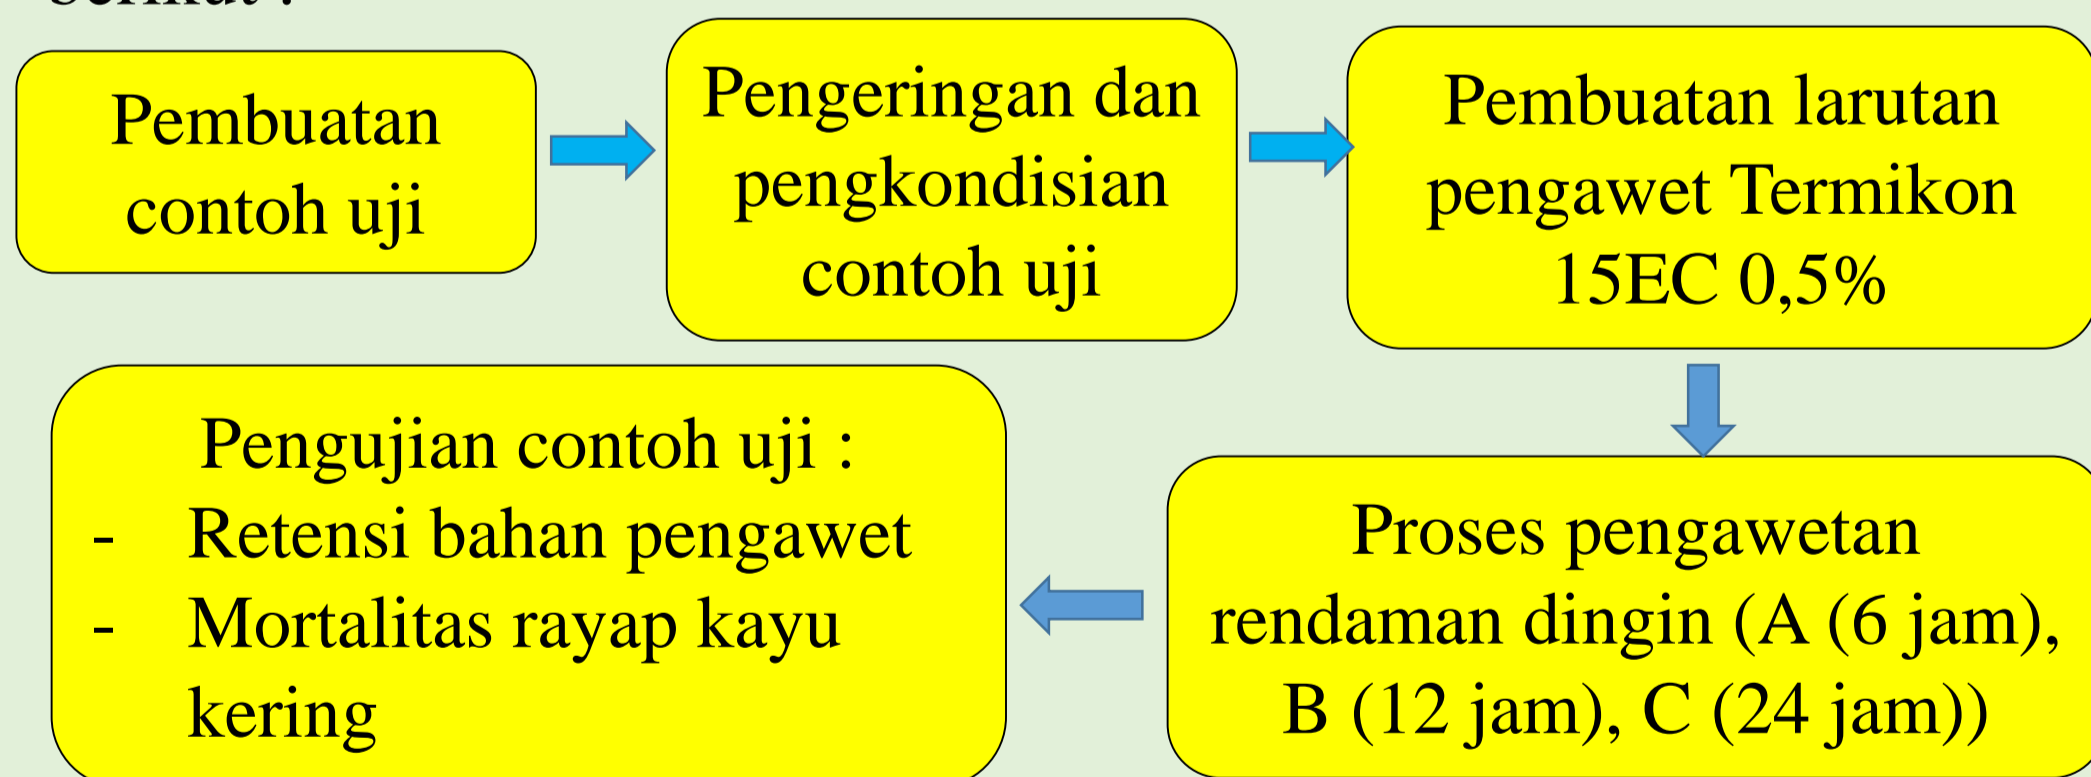 berikut :
Pembuatan
contoh uji
Pengeringan dan
pengkondisian
contoh uji
Pembuatan larutan
pengawet Termikon
15EC 0,5%
Proses pengawetan
rendaman dingin (A (6 jam),
B (12 jam), C (24 jam))
Pengujian contoh uji :
- Retensi bahan pengawet
- Mortalitas rayap kayu
kering